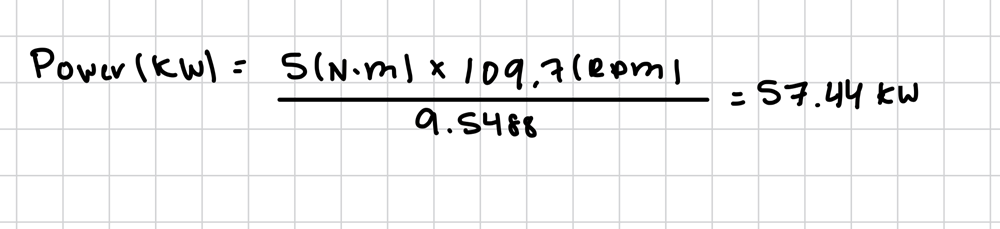 Power(KW) = 5(N.m) × 109.7(RPM) / 9.5488 = 57.44 KW